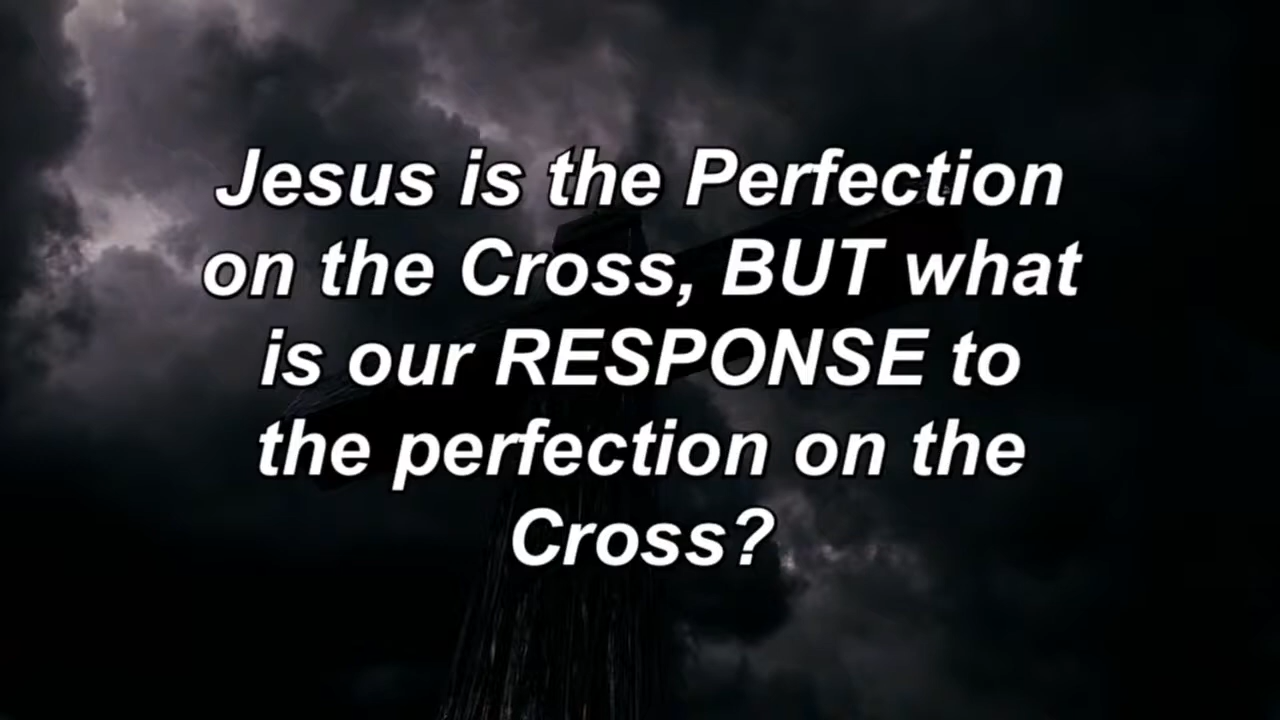 Jesus is the Perfection
on the Cross, BUT what
is our RESPONSE to
the perfection on the
Cross?